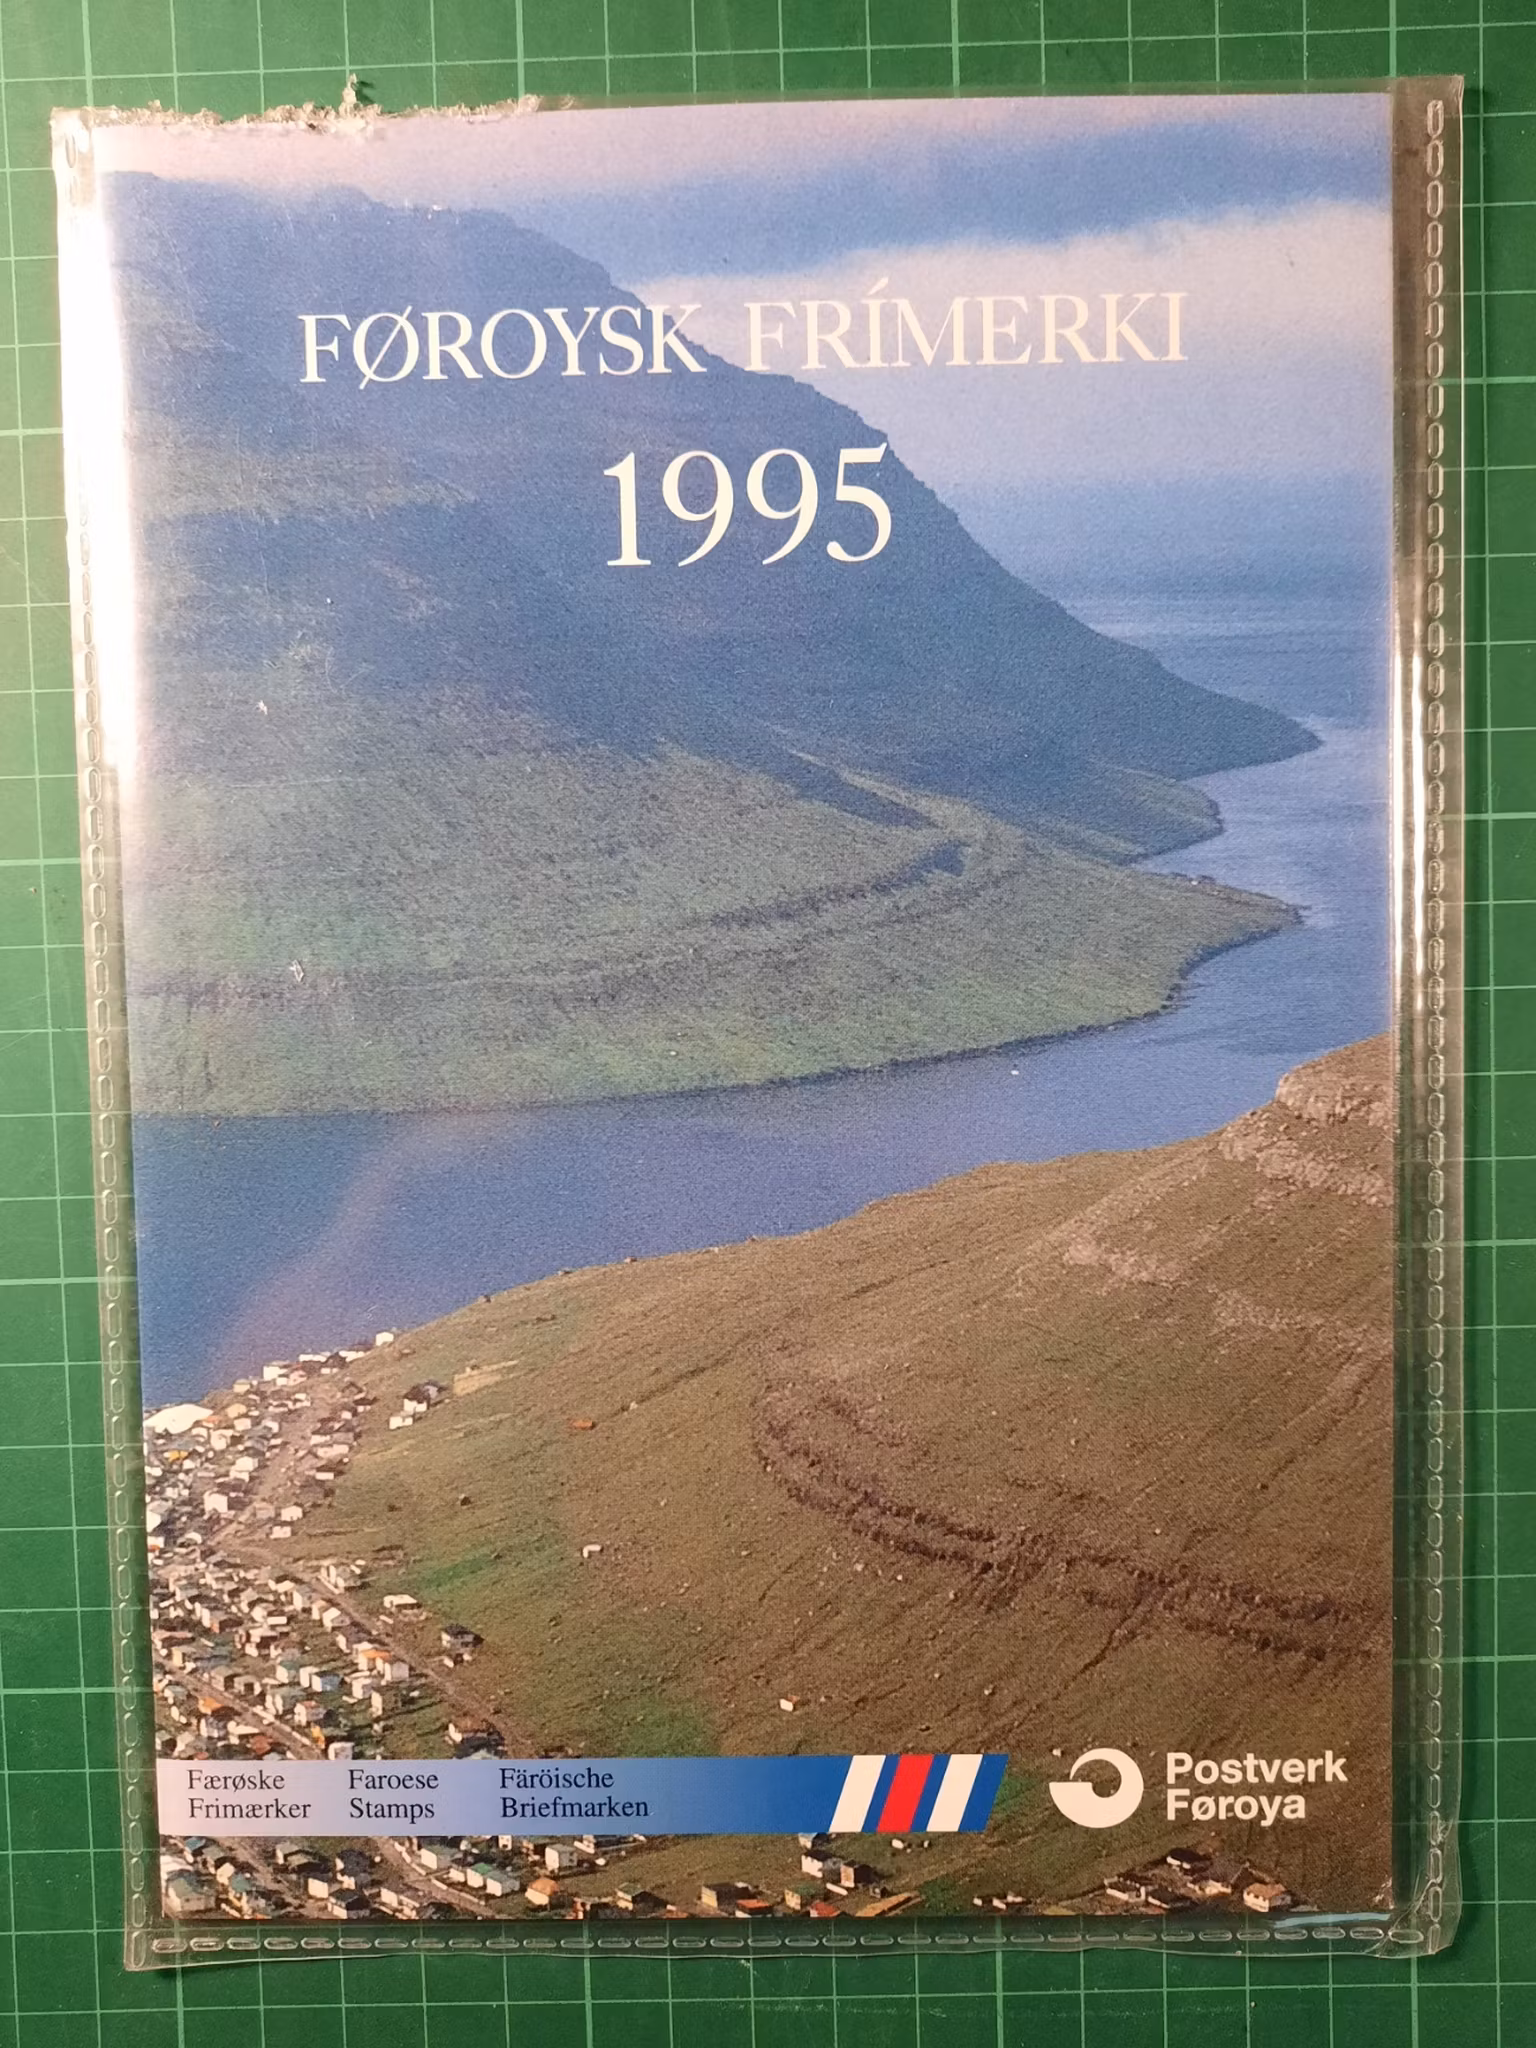 FØROYSK FRÍMERKI
1995
Færøske
Frimærker
Faroese
Stamps
Färöische
Briefmarken
Postverk
Føroya